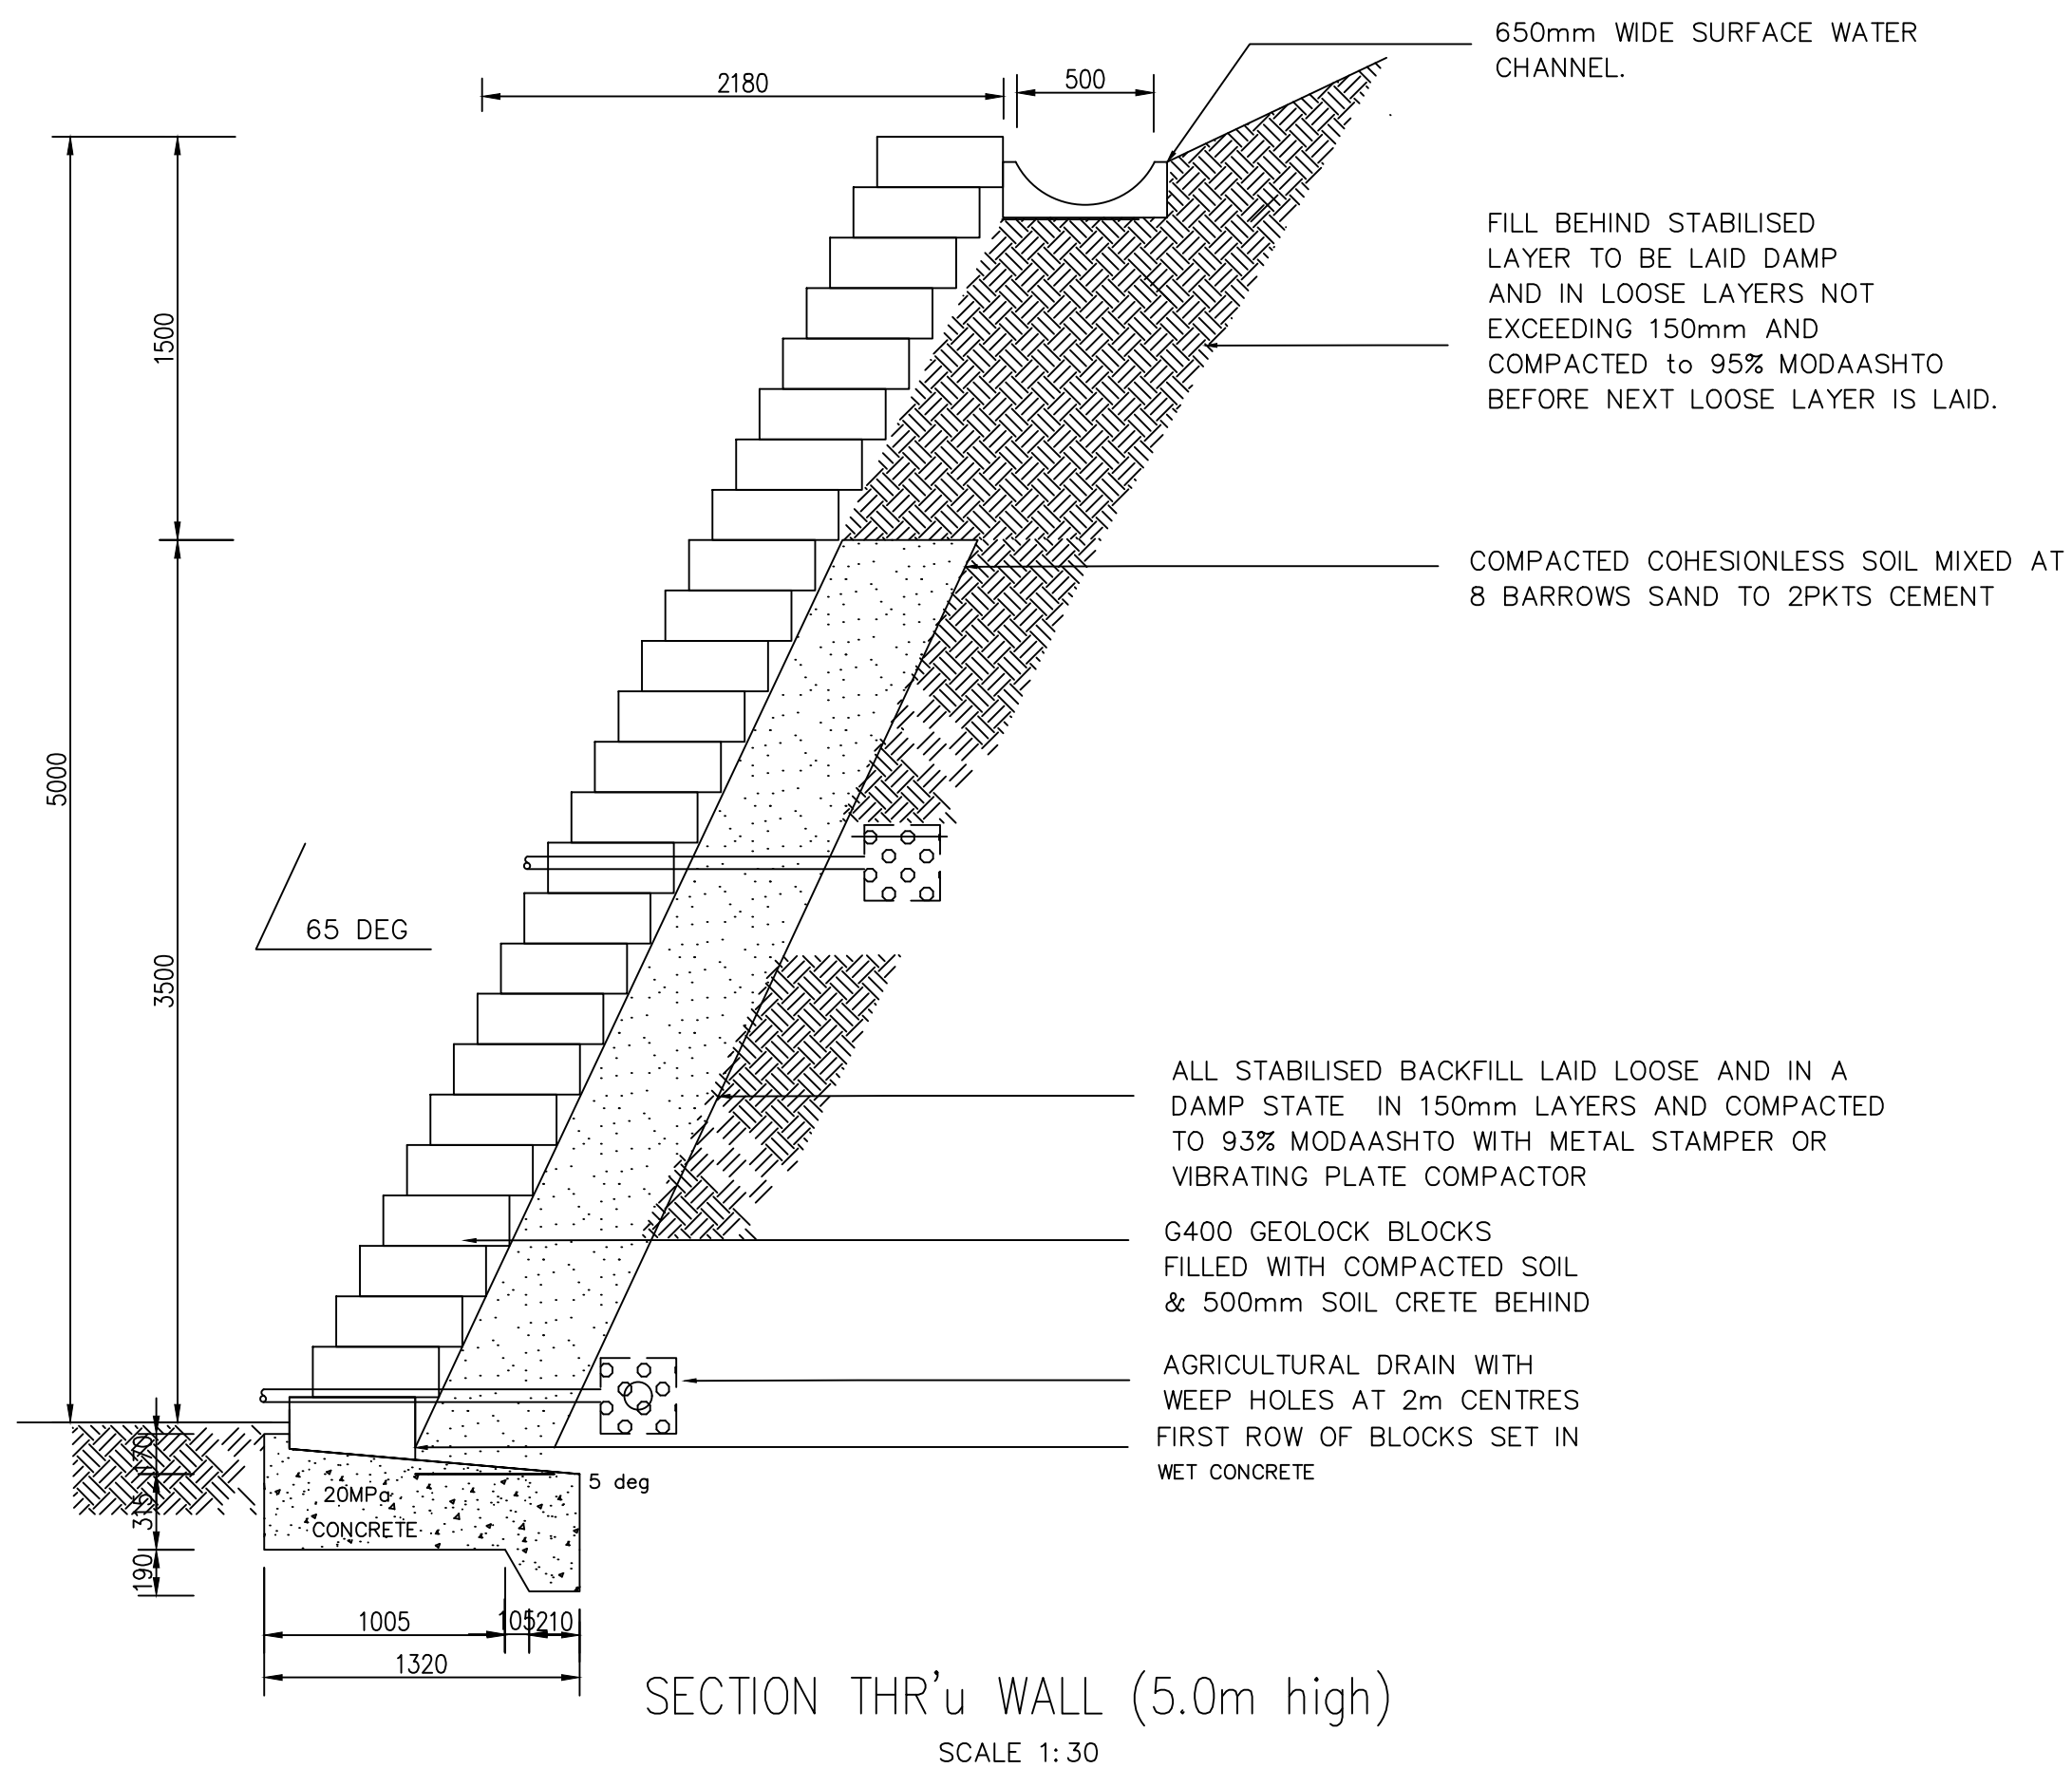 650mm WIDE SURFACE WATER
CHANNEL.
2180
500
FILL BEHIND STABILISED
LAYER TO BE LAID DAMP
AND IN LOOSE LAYERS NOT
EXCEEDING 150mm AND
COMPACTED to 95% MODAASHTO
BEFORE NEXT LOOSE LAYER IS LAID.
1500
COMPACTED COHESIONLESS SOIL MIXED AT
8 BARROWS SAND TO 2PKTS CEMENT
5000
65 DEG
3500
ALL STABILISED BACKFILL LAID LOOSE AND IN A
DAMP STATE IN 150mm LAYERS AND COMPACTED
TO 93% MODAASHTO WITH METAL STAMPER OR
VIBRATING PLATE COMPACTOR
G400 GEOLOCK BLOCKS
FILLED WITH COMPACTED SOIL
& 500mm SOIL CRETE BEHIND
AGRICULTURAL DRAIN WITH
WEEP HOLES AT 2m CENTRES
FIRST ROW OF BLOCKS SET IN
WET CONCRETE
170
5 deg
20MPa
315
CONCRETE
190
1005
105
210
1320
SECTION THR'u WALL (5.0m high)
SCALE 1:30